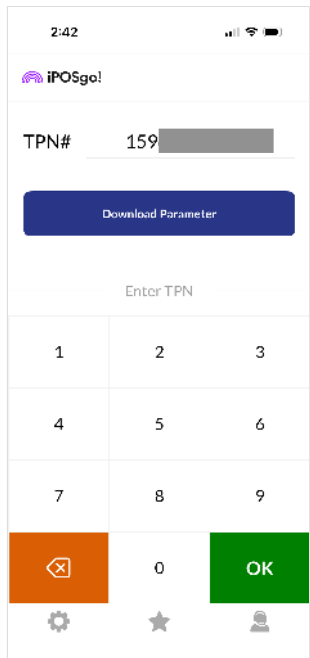 2:42
iPOSgo!
TPN# 159
Download Parameter
Enter TPN
1 2 3
4 5 6
7 8 9
0 OK